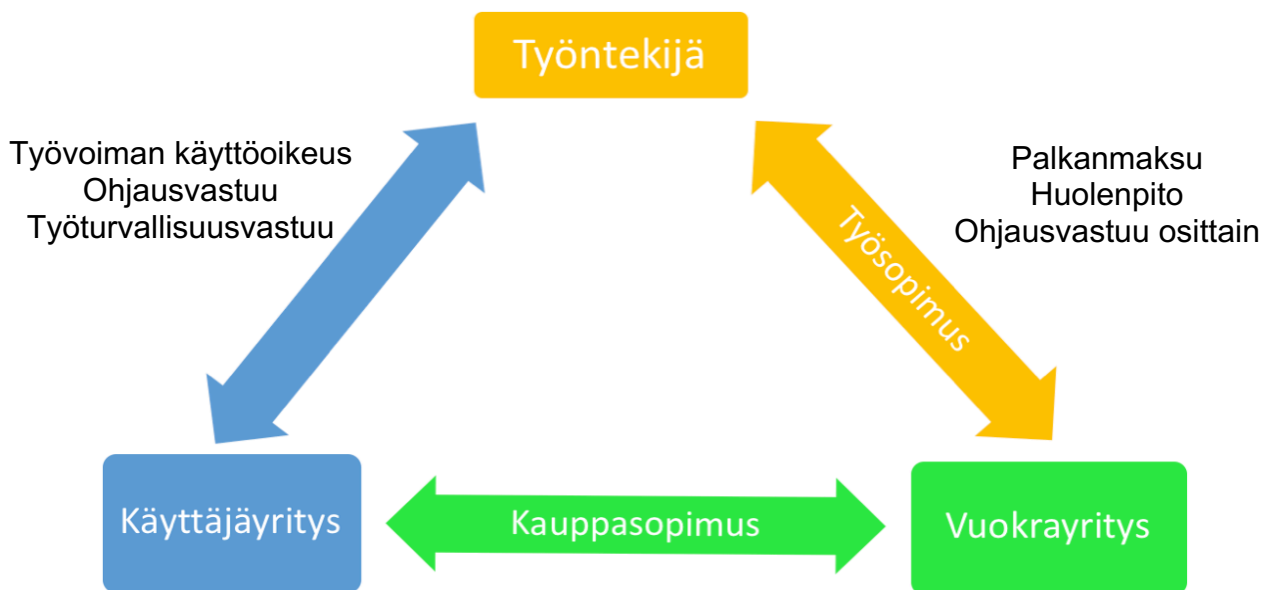 Työntekijä
Työvoiman käyttöoikeus
Ohjausvastuu
Työturvallisuusvastuu
Palkanmaksu
Huolenpito
Ohjausvastuu osittain
Työsopimus
Käyttäjäyritys
Kauppasopimus
Vuokrayritys